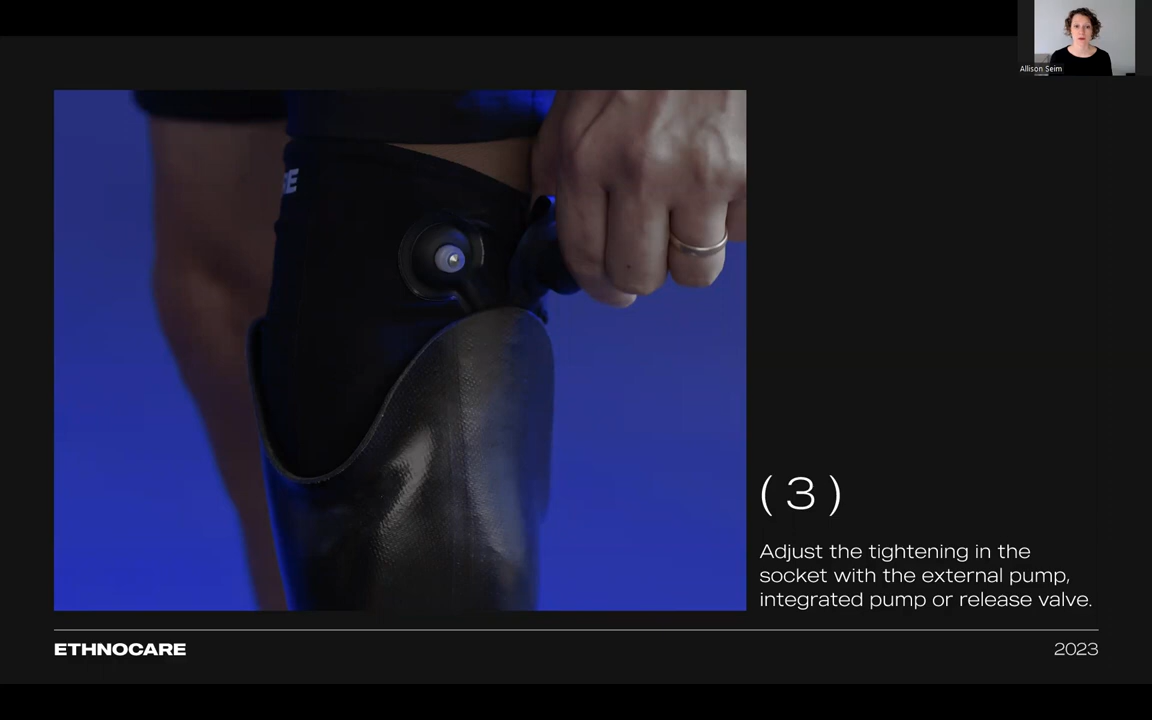 Allison Seim
E
( 3 )
Adjust the tightening in the
socket with the external pump,
integrated pump or release valve.
ETHNOCARE
2023